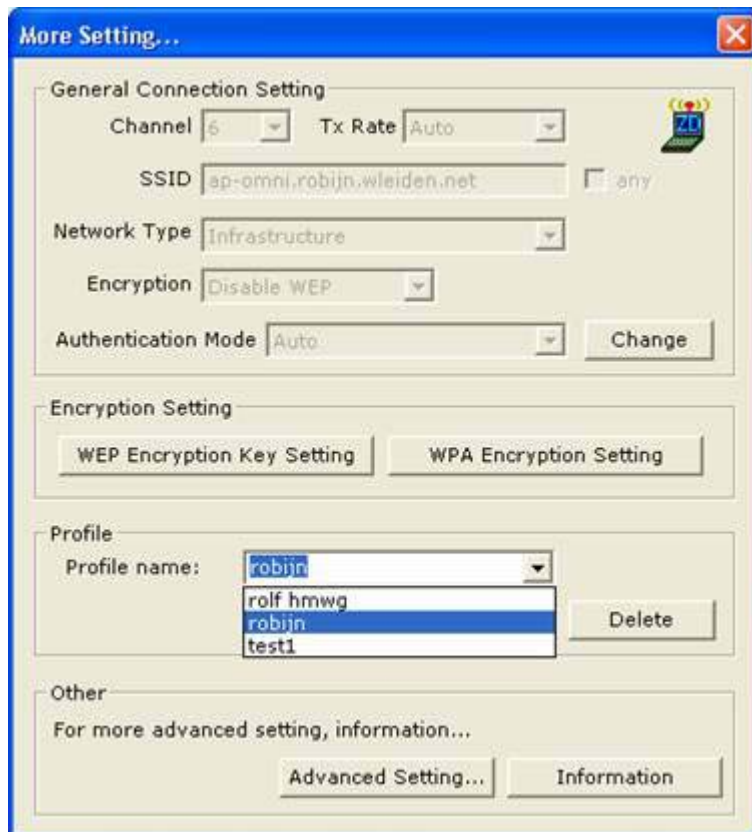 More Setting...
General Connection Setting
Channel 6 Tx Rate Auto
ZD
SSID ap-omni.robijn.wleiden.net any
Network Type Infrastructure
Encryption Disable WEP
Authentication Mode Auto Change
Encryption Setting
WEP Encryption Key Setting WPA Encryption Setting
Profile
Profile name: robijn
rolf hmwg
robijn
test1
Delete
Other
For more advanced setting, information...
Advanced Setting... Information